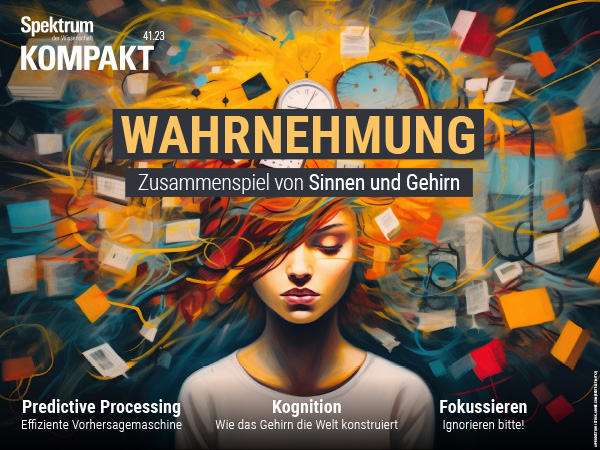 Spektrum
der Wissenschaft
41.23
KOMPAKT
WAHRNEHMUNG
Zusammenspiel von Sinnen und Gehirn
Predictive Processing
Effiziente Vorhersagemaschine
Kognition
Wie das Gehirn die Welt konstruiert
Fokussieren
Ignorieren bitte!